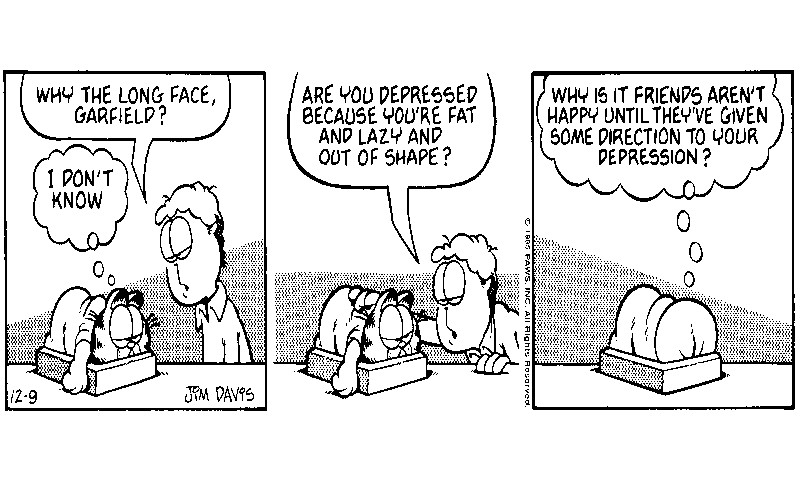 WHY THE LONG FACE,
GARFIELD?
I DON'T
KNOW
12-9
JIM DAVIS
ARE YOU DEPRESSED
BECAUSE YOU'RE FAT
AND LAZY AND
OUT OF SHAPE?
WHY IS IT FRIENDS AREN'T
HAPPY UNTIL THEY'VE GIVEN
SOME DIRECTION TO YOUR
DEPRESSION?
PAWS, INC. All Rights Reserved.